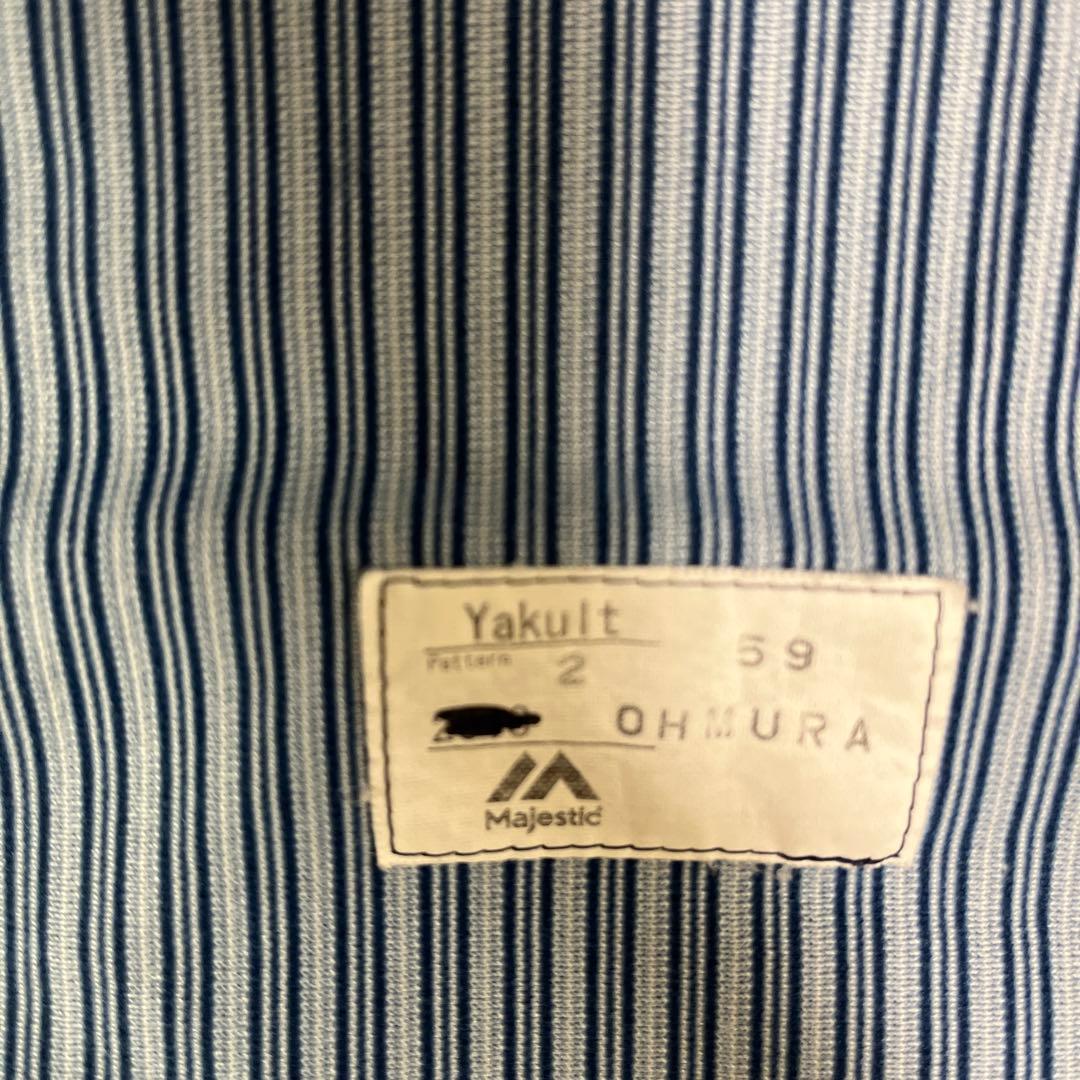 Yakult
Pattern 2 59
OHMURA
Majestic